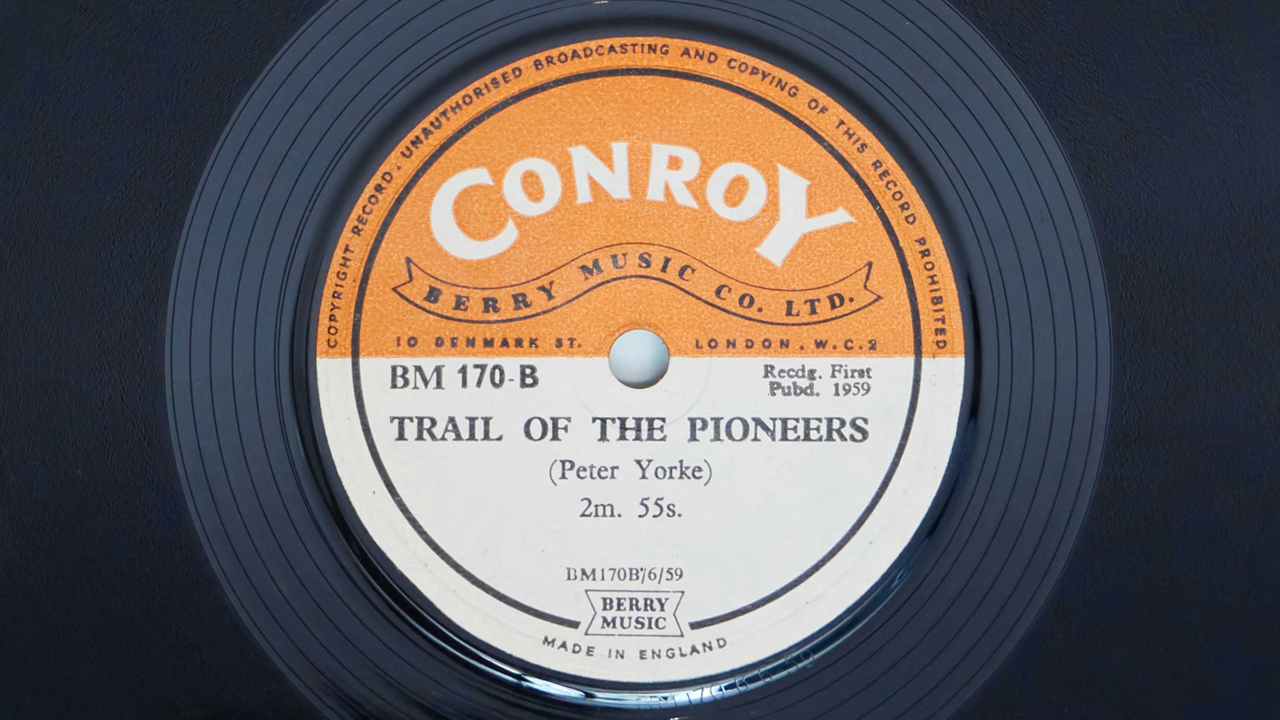 COPYRIGHT RECORD. UNAUTHORISED BROADCASTING AND COPYING OF THIS RECORD PROHIBITED
CONROY
BERRY MUSIC CO. LTD.
10 DENMARK ST. LONDON. W.C.2
BM 170-B
Recdg. First
Pubd. 1959
TRAIL OF THE PIONEERS
(Peter Yorke)
2m. 55s.
BM170B/6/59
BERRY
MUSIC
MADE IN ENGLAND